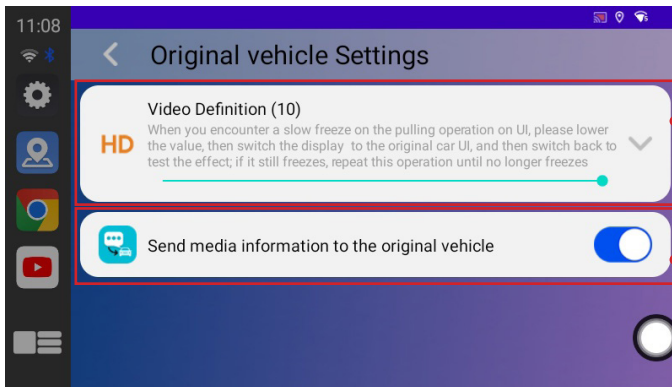 11:08
Original vehicle Settings
Video Definition (10)
HD
When you encounter a slow freeze on the pulling operation on UI, please lower
the value, then switch the display to the original car UI, and then switch back to
test the effect; if it still freezes, repeat this operation until no longer freezes
Send media information to the original vehicle